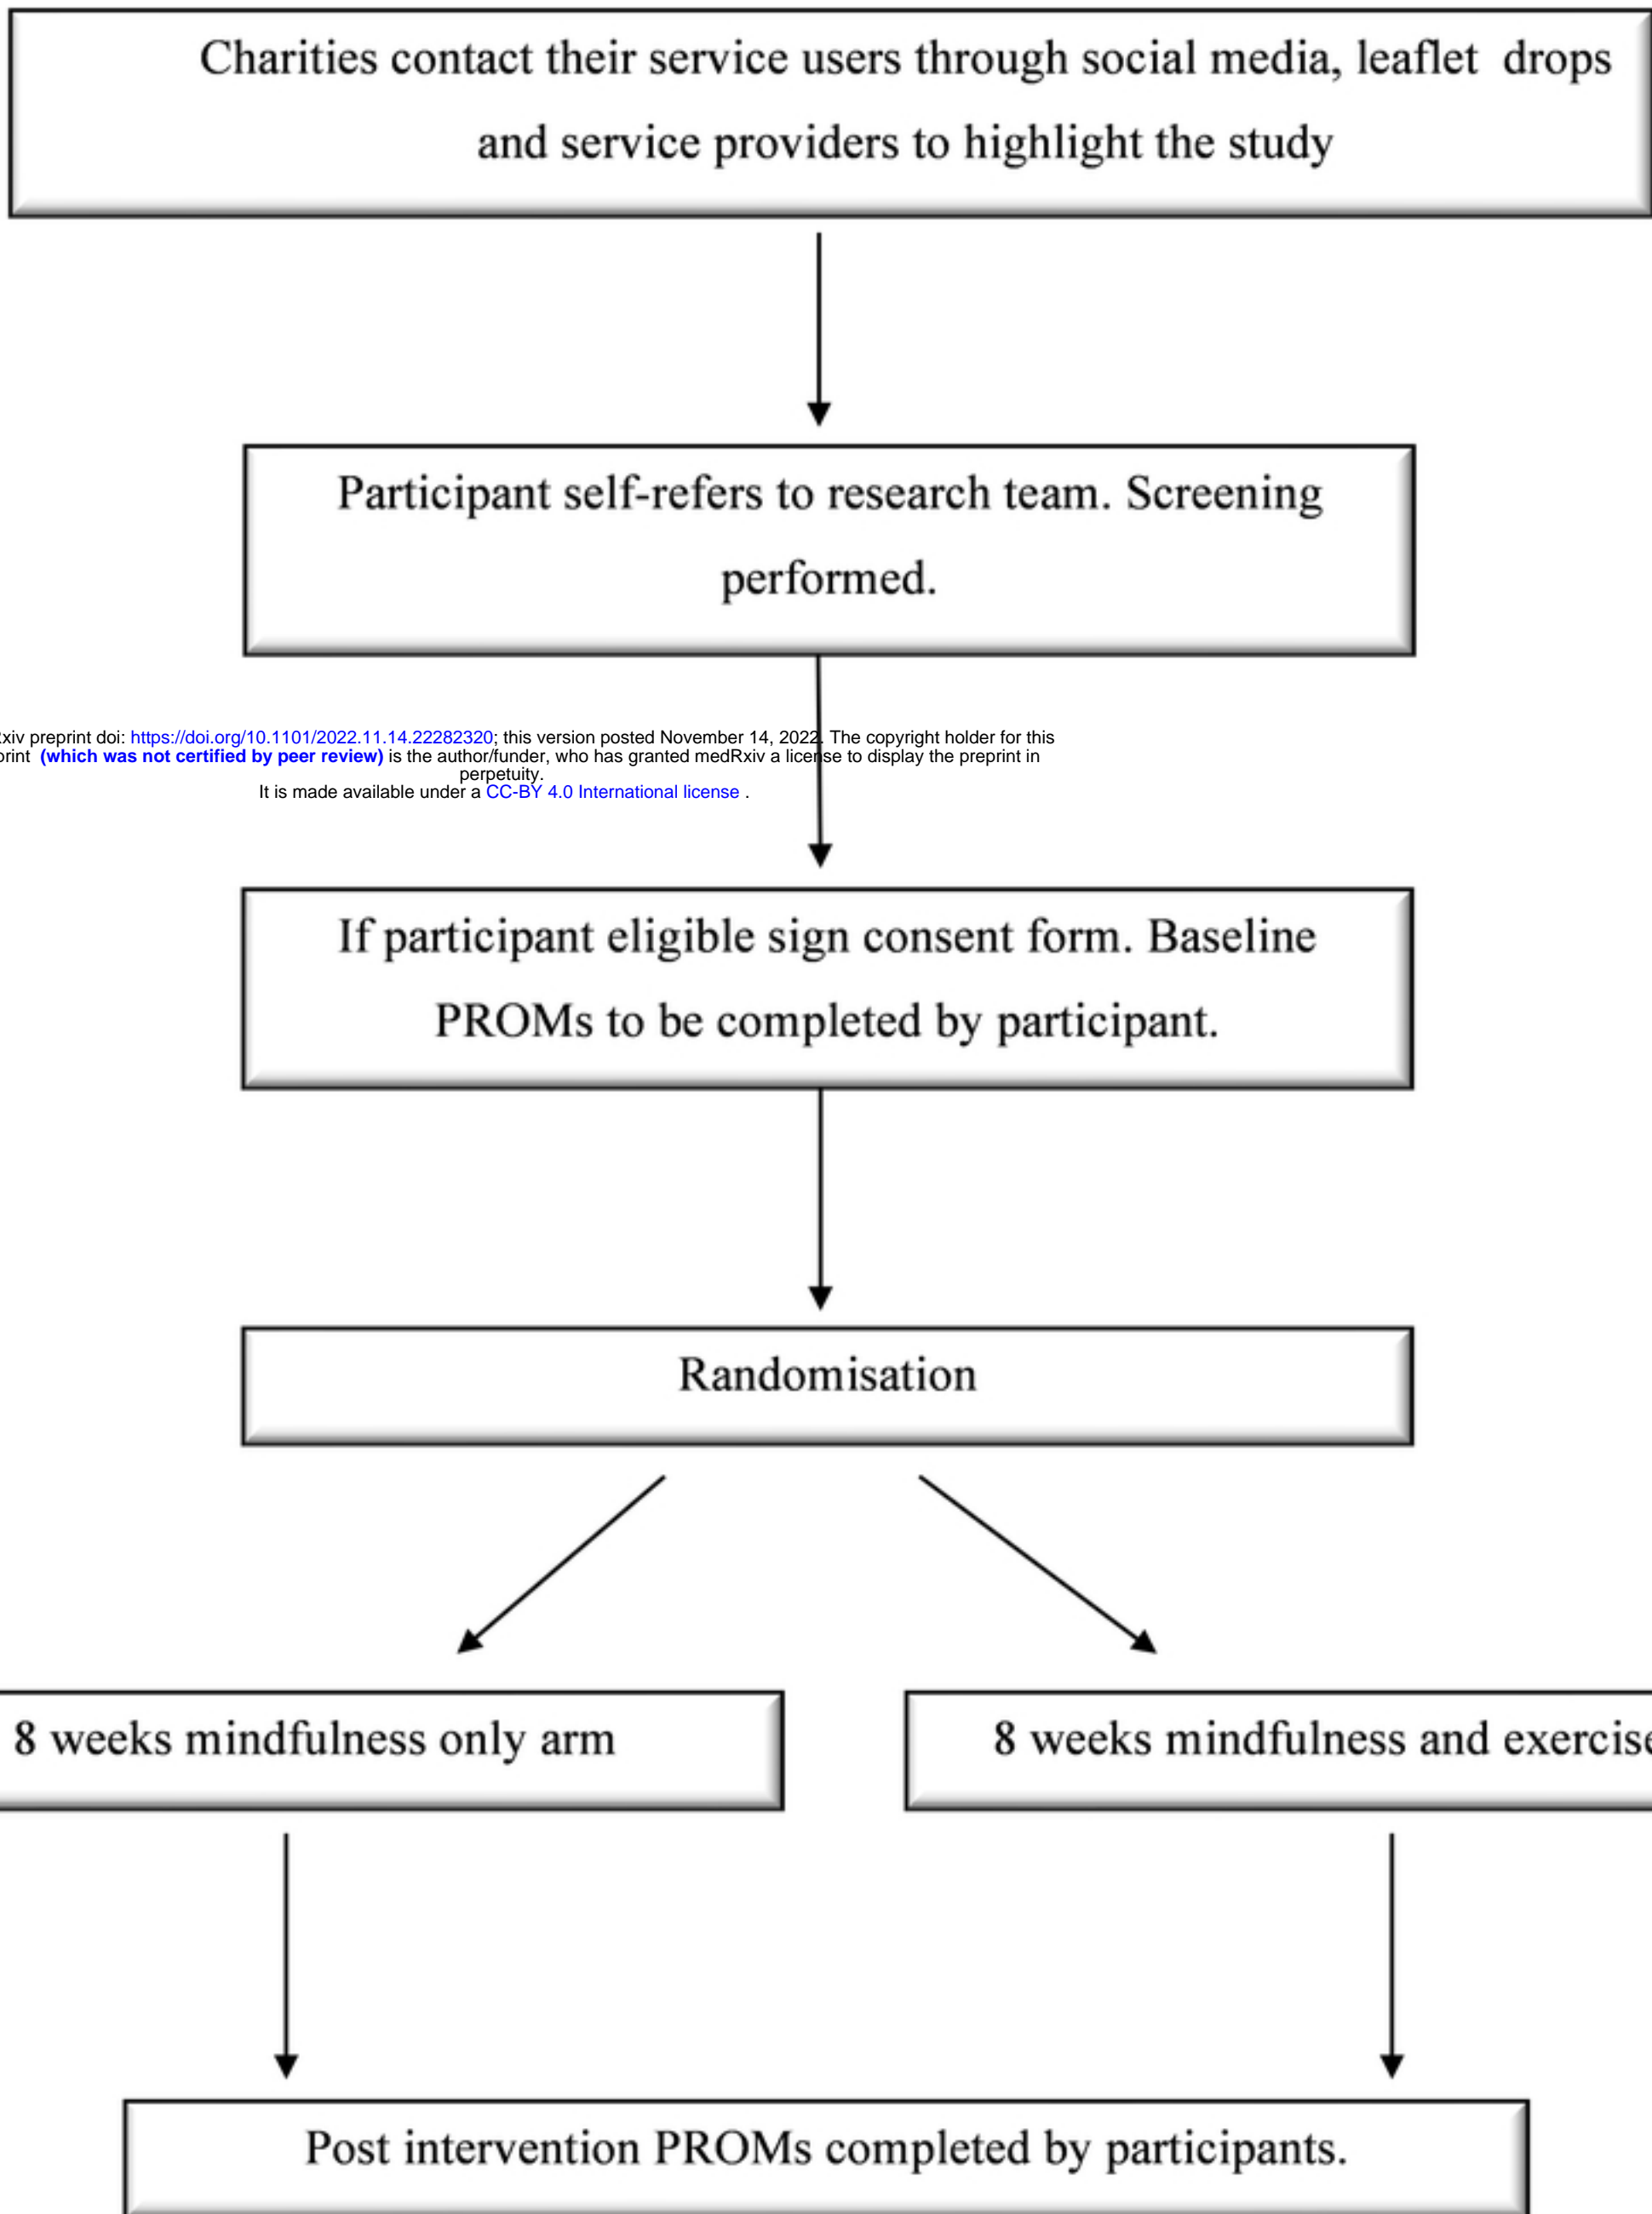 Charities contact their service users through social media, leaflet drops
and service providers to highlight the study
Participant self-refers to research team. Screening
performed.
xiv preprint doi: https://doi.org/10.1101/2022.11.14.22282320; this version posted November 14, 2022. The copyright holder for this
print (which was not certified by peer review) is the author/funder, who has granted medRxiv a license to display the preprint in
perpetuity.
It is made available under a CC-BY 4.0 International license .
If participant eligible sign consent form. Baseline
PROMs to be completed by participant.
Randomisation
8 weeks mindfulness only arm
8 weeks mindfulness and exercise
Post intervention PROMs completed by participants.